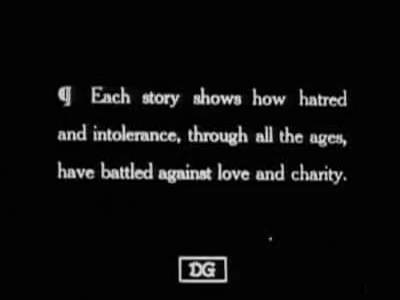 ¶ Each story shows how hatred
and intolerance, through all the ages,
have battled against love and charity.
DG